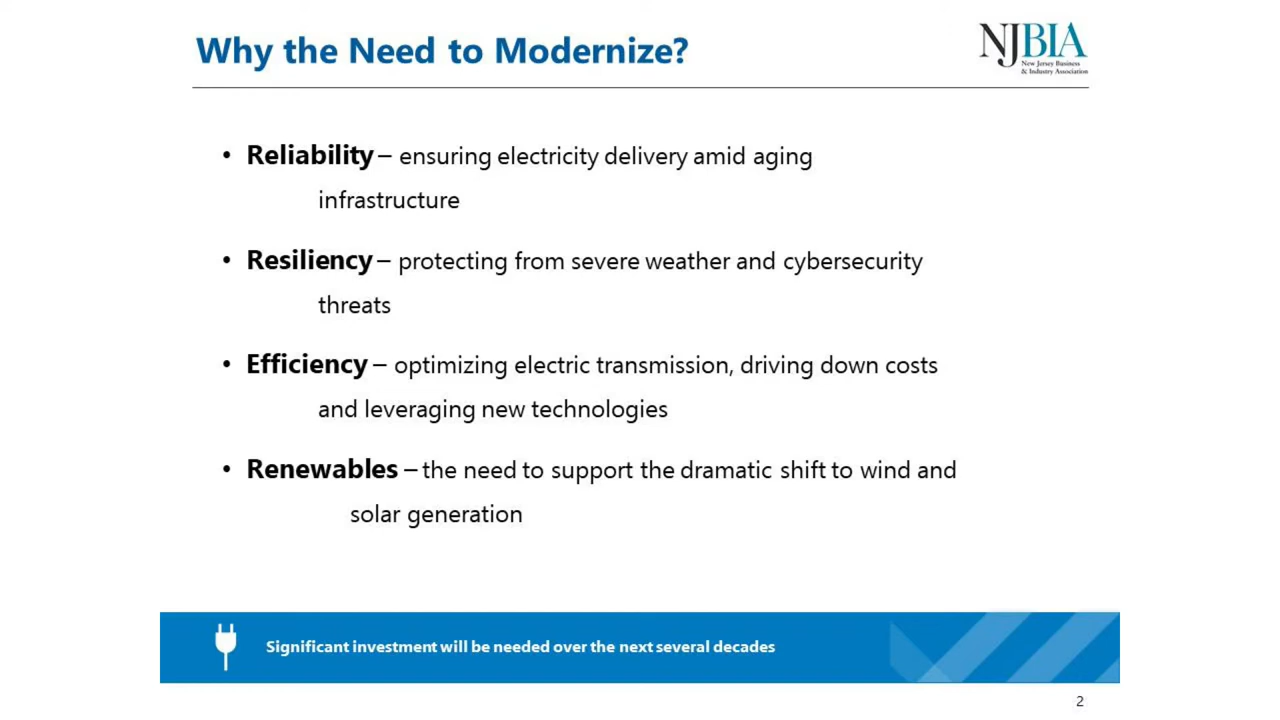 Why the Need to Modernize?
NJBIA
New Jersey Business
& Industry Association
• Reliability – ensuring electricity delivery amid aging
infrastructure
• Resiliency – protecting from severe weather and cybersecurity
threats
• Efficiency – optimizing electric transmission, driving down costs
and leveraging new technologies
• Renewables – the need to support the dramatic shift to wind and
solar generation
Significant investment will be needed over the next several decades
2